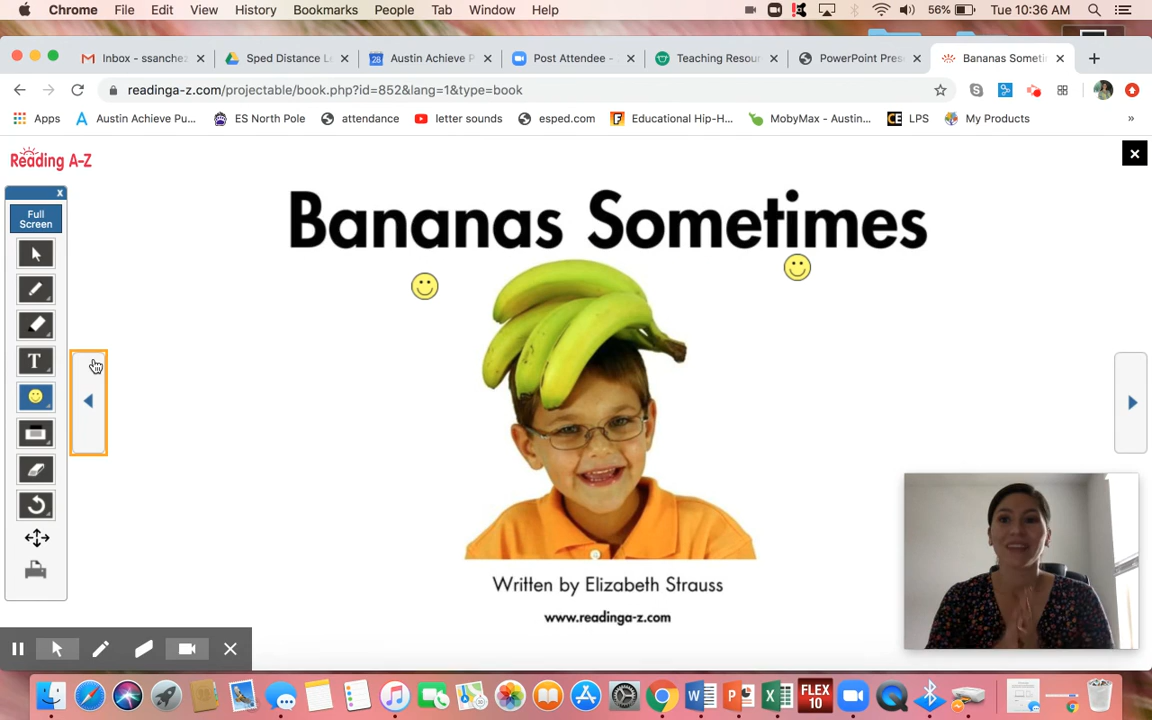 Chrome File Edit View History Bookmarks People Tab Window Help 56% Tue 10:36 AM
Inbox - ssanchez Sped Distance Le Austin Achieve P Post Attendee - Teaching Resour PowerPoint Pres Bananas Someti
readinga-z.com/projectable/book.php?id=852&lang=1&type=book
Apps Austin Achieve Pu... ES North Pole attendance letter sounds esped.com Educational Hip-H... MobyMax - Austin... LPS My Products »
Reading A-Z
x
Full
Screen
T
Bananas Sometimes
Written by Elizabeth Strauss
www.readinga-z.com
FLEX
10